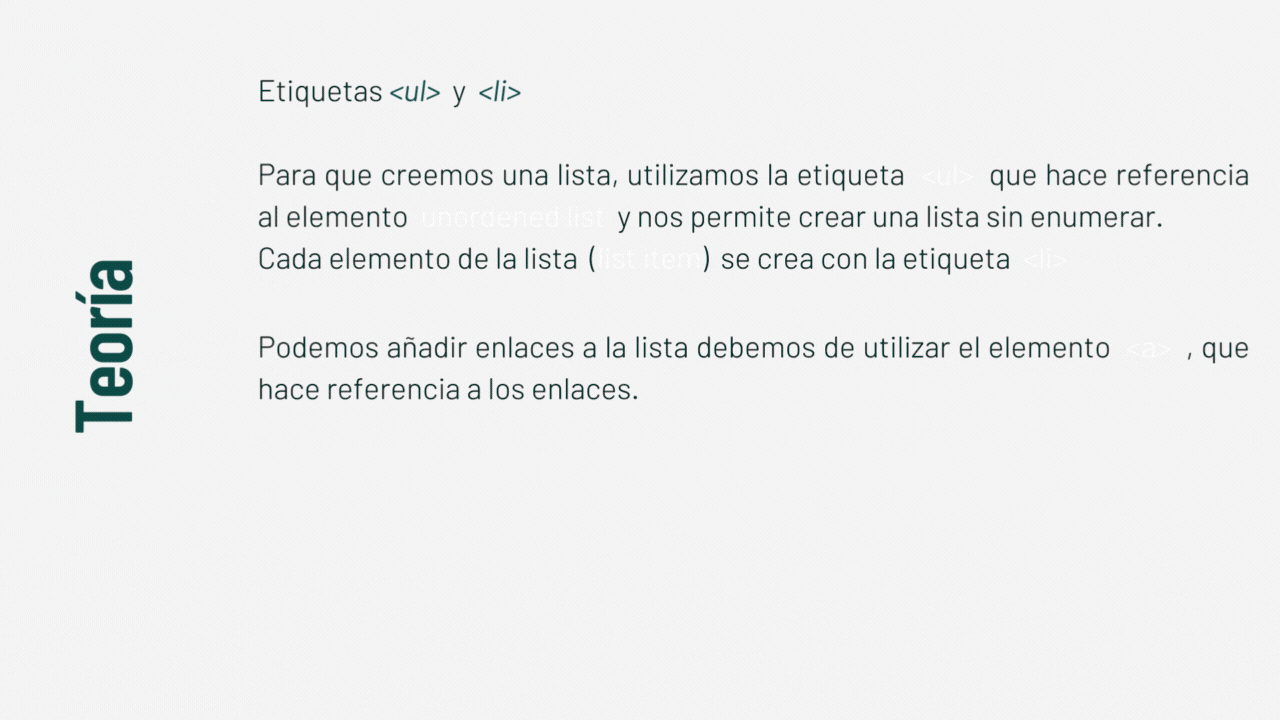 Teoría
Etiquetas <ul> y <li>
Para que creemos una lista, utilizamos la etiqueta <ul> que hace referencia
al elemento unordened list y nos permite crear una lista sin enumerar.
Cada elemento de la lista (list item) se crea con la etiqueta <li>
Podemos añadir enlaces a la lista debemos de utilizar el elemento <a> , que
hace referencia a los enlaces.